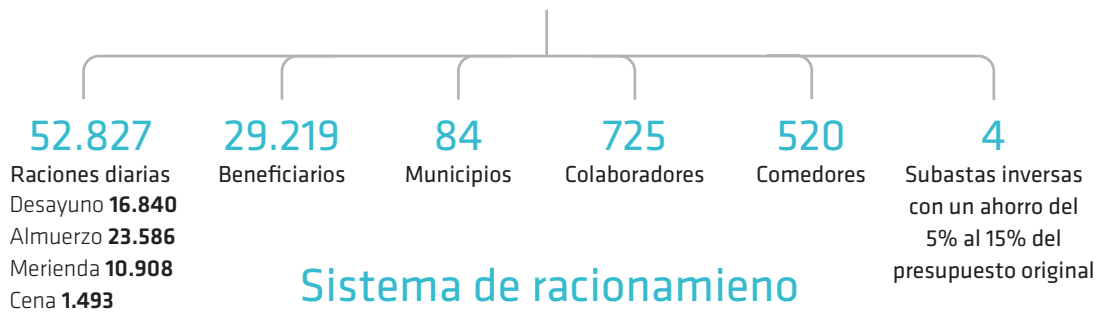 52.827
Raciones diarias
Desayuno 16.840
Almuerzo 23.586
Merienda 10.908
Cena 1.493
29.219
Beneficiarios
84
Municipios
725
Colaboradores
520
Comedores
4
Subastas inversas
con un ahorro del
5% al 15% del
presupuesto original
Sistema de racionamieno